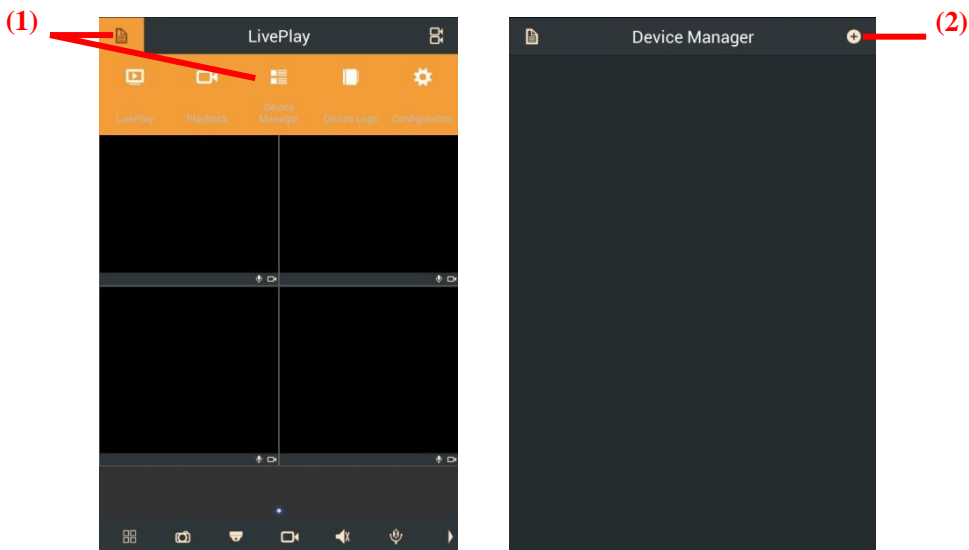 (1)
LivePlay
LivePlay
Playback
Device
Manager
Device Logs
Configuration
Device Manager
(2)